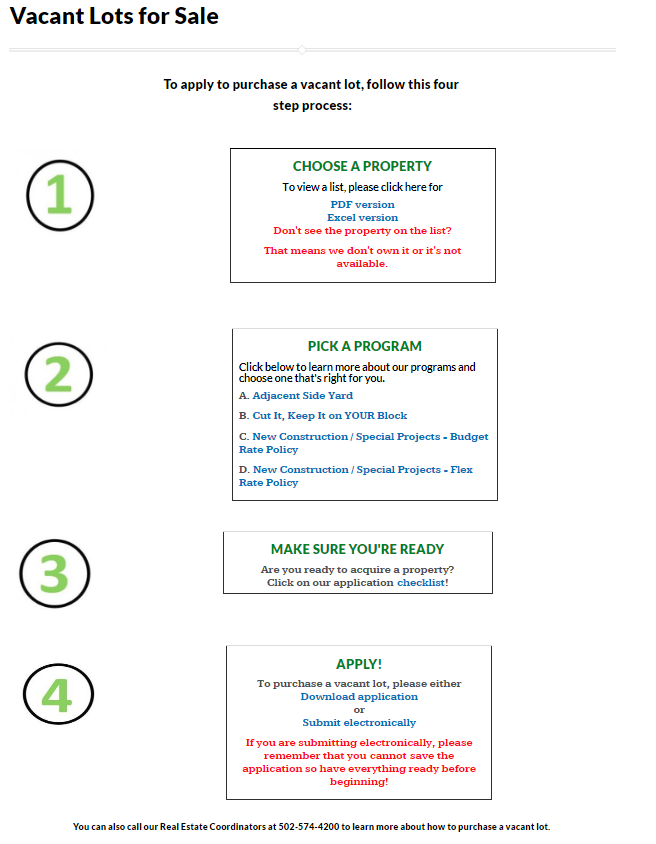 Vacant Lots for Sale
To apply to purchase a vacant lot, follow this four
step process:
1
CHOOSE A PROPERTY
To view a list, please click here for
PDF version
Excel version
Don't see the property on the list?
That means we don't own it or it's not
available.
2
PICK A PROGRAM
Click below to learn more about our programs and
choose one that's right for you.
A. Adjacent Side Yard
B. Cut It, Keep It on YOUR Block
C. New Construction / Special Projects - Budget
Rate Policy
D. New Construction / Special Projects - Flex
Rate Policy
3
MAKE SURE YOU'RE READY
Are you ready to acquire a property?
Click on our application checklist!
4
APPLY!
To purchase a vacant lot, please either
Download application
or
Submit electronically
If you are submitting electronically, please
remember that you cannot save the
application so have everything ready before
beginning!
You can also call our Real Estate Coordinators at 502-574-4200 to learn more about how to purchase a vacant lot.